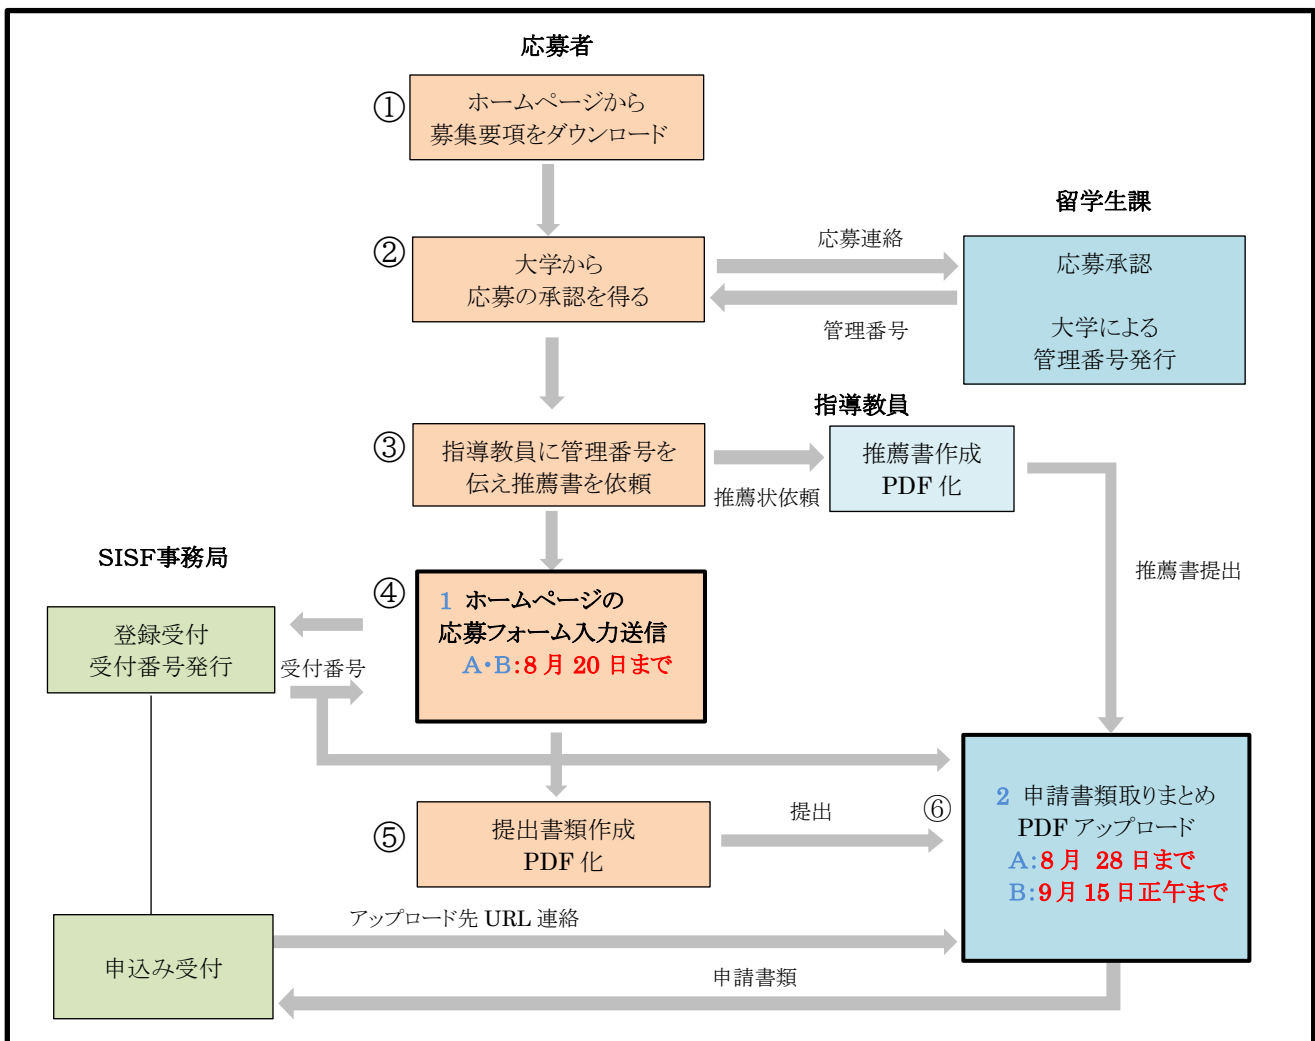 応募者
①
ホームページから
募集要項をダウンロード
留学生課
②
大学から
応募の承認を得る
応募連絡
管理番号
応募承認
大学による
管理番号発行
指導教員
③
指導教員に管理番号を
伝え推薦書を依頼
推薦状依頼
推薦書作成
PDF 化
推薦書提出
SISF事務局
④
1 ホームページの
応募フォーム入力送信
A・B:8 月 20 日まで
登録受付
受付番号発行
受付番号
⑤
提出書類作成
PDF 化
提出
⑥
2 申請書類取りまとめ
PDF アップロード
A:8 月 28 日まで
B:9 月 15 日正午まで
アップロード先 URL 連絡
申込み受付
申請書類